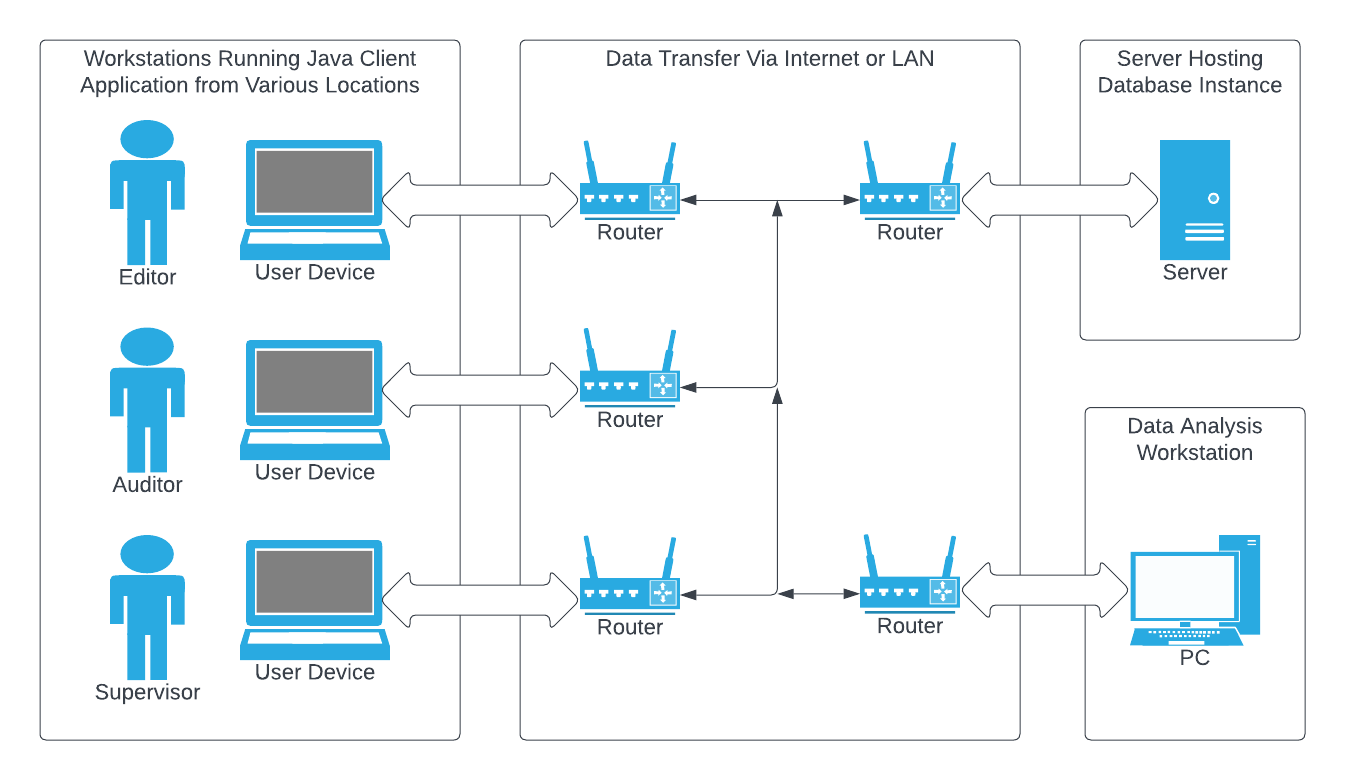 Workstations Running Java Client
Application from Various Locations
Editor
User Device
Auditor
User Device
Supervisor
User Device
Data Transfer Via Internet or LAN
Router
Router
Router
Router
Router
Server Hosting
Database Instance
Server
Data Analysis
Workstation
PC